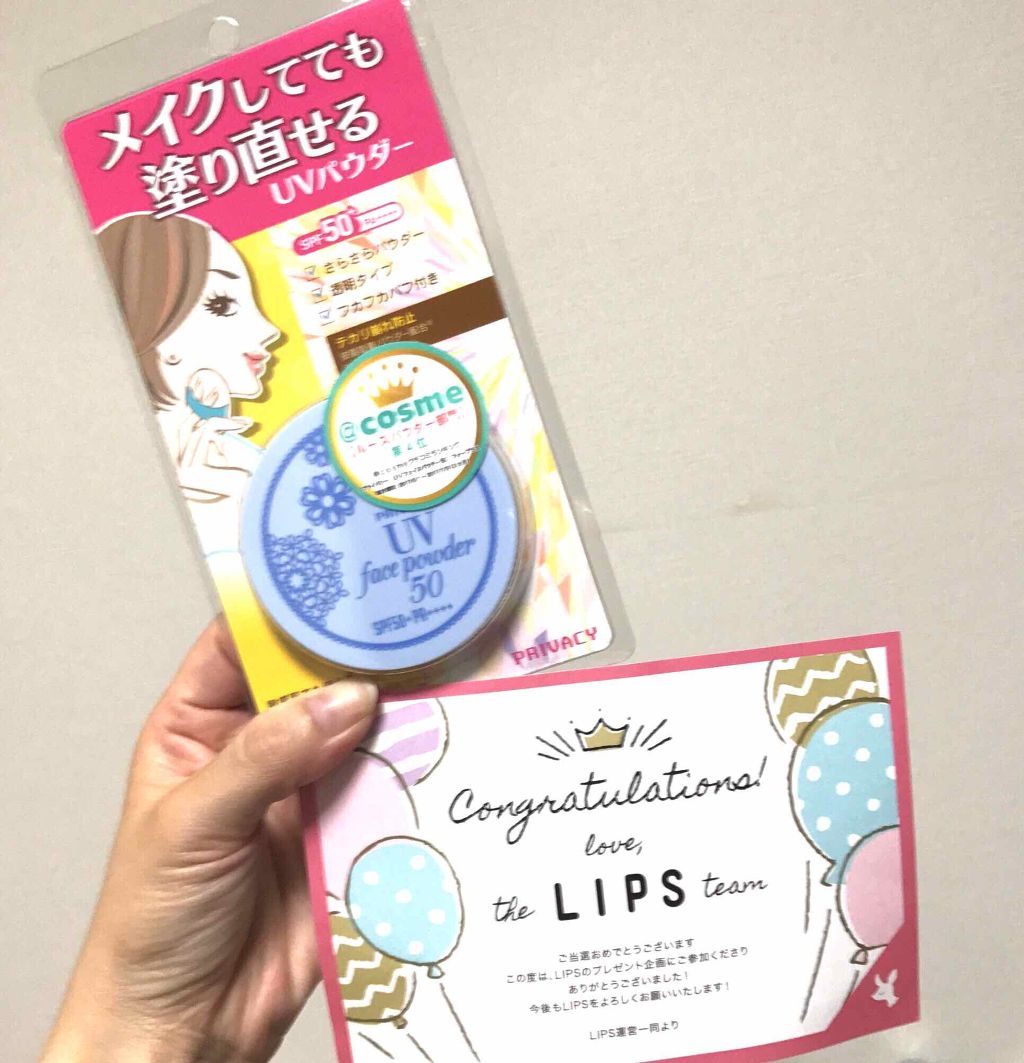 メイクしてても
塗り直せる
UVパウダー
SPF50+ PA++++
さらさらパウダー
透明タイプ
フカフカパフ付き
テカリ崩れ防止
@cosme
ルースパウダー部門
第2位
UV
face powder
50
SPF50+ PA++++
PRIVACY
Congratulations!
love,
the LIPS team
ご当選おめでとうございます
この度は、LIPSのプレゼント企画にご参加くださり
ありがとうございました!
今後もLIPSをよろしくお願いいたします!
LIPS運営一同より